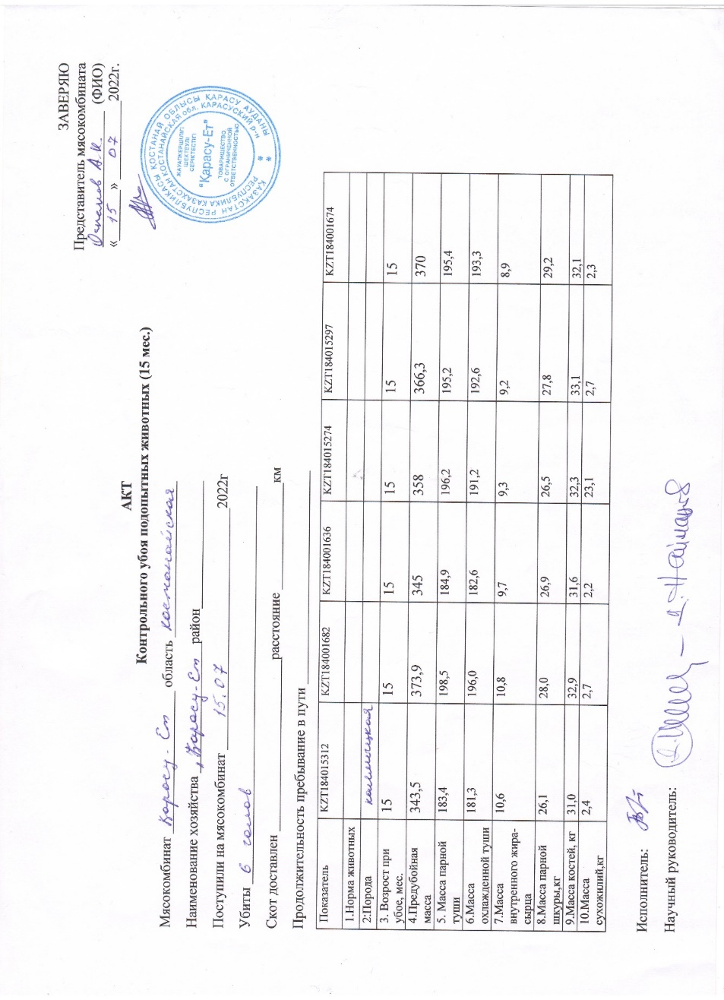 ЗАВЕРЯЮ
Представитель мясокомбината
А.К. (ФИО)
« 15 » 07 2022г.
ҚАЗАҚСТАН РЕСПУБЛИКАСЫ ҚОСТАНАЙ ОБЛЫСЫ ҚАРАСУ АУДАНЫ
РЕСПУБЛИКА КАЗАХСТАН КОСТАНАЙСКАЯ обл. КАРАСУСКИЙ р-н
ЖАУАПКЕРШІЛІГІ
ШЕКТЕУЛІ
СЕРІКТЕСТІГІ
"Қарасу-Ет"
ТОВАРИЩЕСТВО
С ОГРАНИЧЕННОЙ
ОТВЕТСТВЕННОСТЬЮ
АКТ
Контрольного убоя подопытных животных (15 мес.)
Мясокомбинат Карасу - Ет область костанайская
Наименование хозяйства Карасу-Ет район
Поступили на мясокомбинат 15.07 2022г
Убиты 6 голов
Скот доставлен расстояние км
Продолжительность пребывание в пути
Показатель KZT184015312 KZT184001682 KZT184001636 KZT184015274 KZT184015297 KZT184001674
1.Норма животных
2:Порода калмыцкая
3. Возрост при убое, мес. 15 15 15 15 15 15
4.Предубойная масса 343,5 373,9 345 358 366,3 370
5. Масса парной туши 183,4 198,5 184,9 196,2 195,2 195,4
6.Масса охлажденной туши 181,3 196,0 182,6 191,2 192,6 193,3
7.Масса внутренного жира-сырца 10,6 10,8 9,7 9,3 9,2 8,9
8.Масса парной шкуры,кг 26,1 28,0 26,9 26,5 27,8 29,2
9.Масса костей, кг 31,0 32,9 31,6 32,3 33,1 32,1
10.Масса сухожилий,кг 2,4 2,7 2,2 23,1 2,7 2,3
Исполнитель:
Научный руководитель: